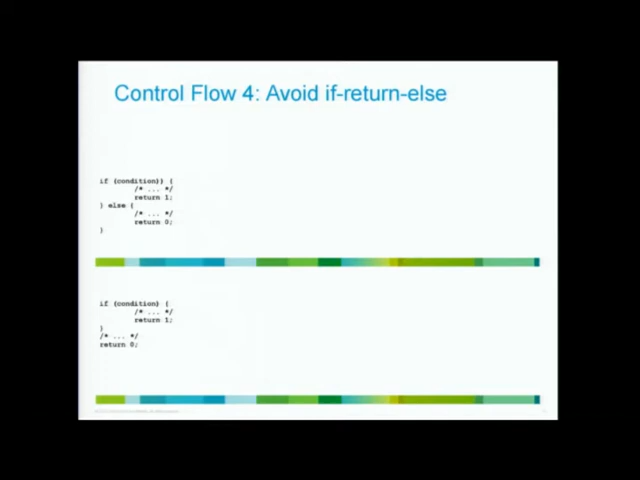 Control Flow 4: Avoid if-return-else
if (condition)) {
/* ... */
return 1;
} else {
/* ... */
return 0;
}
if (condition) {
/* ... */
return 1;
}
/* ... */
return 0;